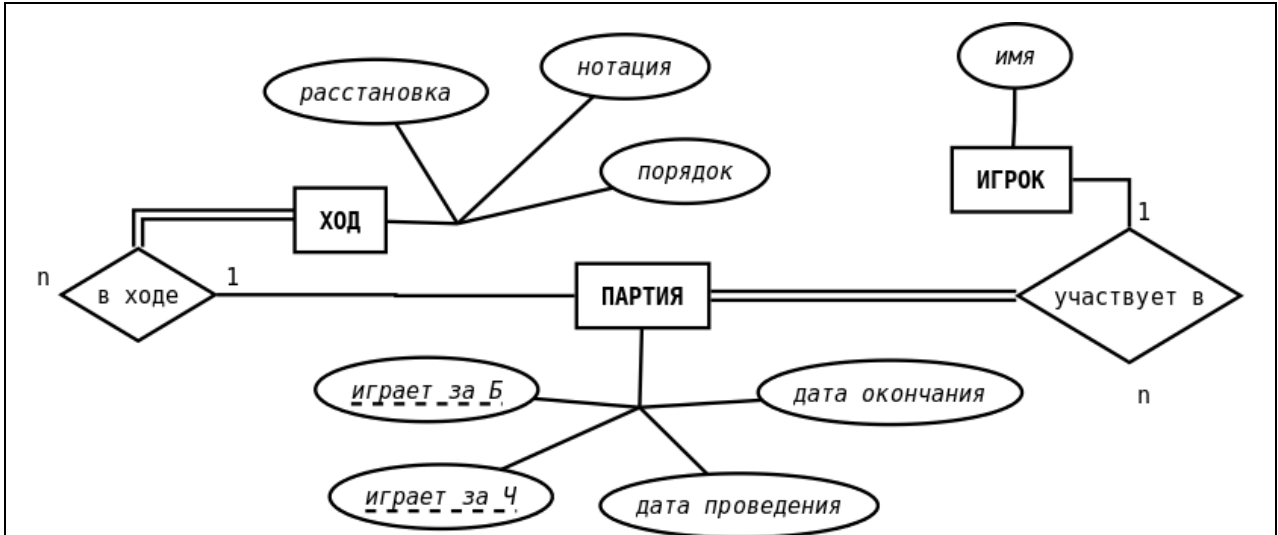 имя
нотация
расстановка
порядок
ИГРОК
ХОД
1
n
1
в ходе
ПАРТИЯ
участвует в
играет за Б
дата окончания
n
играет за Ч
дата проведения